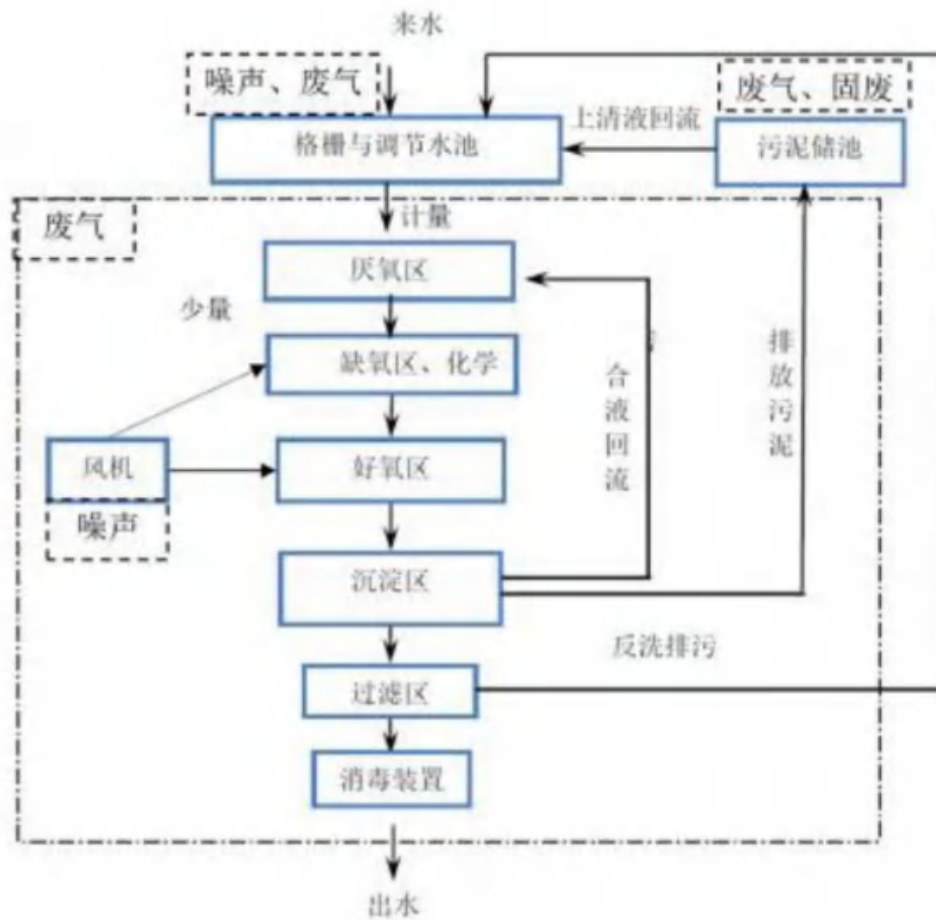 来水
噪声、废气
废气、固废
上清液回流
格栅与调节水池
污泥储池
废气
计量
厌氧区
少量
缺氧区、化学
合液回流
排放污泥
风机
好氧区
噪声
沉淀区
反洗排污
过滤区
消毒装置
出水